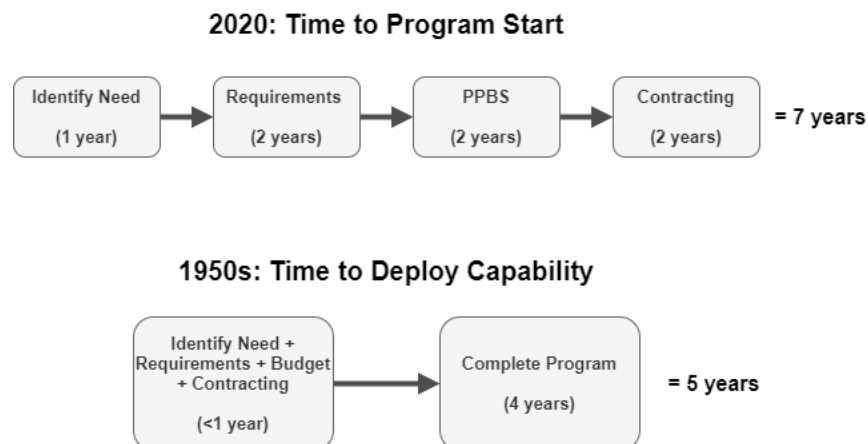 2020: Time to Program Start
Identify Need
(1 year)
Requirements
(2 years)
PPBS
(2 years)
Contracting
(2 years)
= 7 years
1950s: Time to Deploy Capability
Identify Need +
Requirements + Budget
+ Contracting
(<1 year)
Complete Program
(4 years)
= 5 years